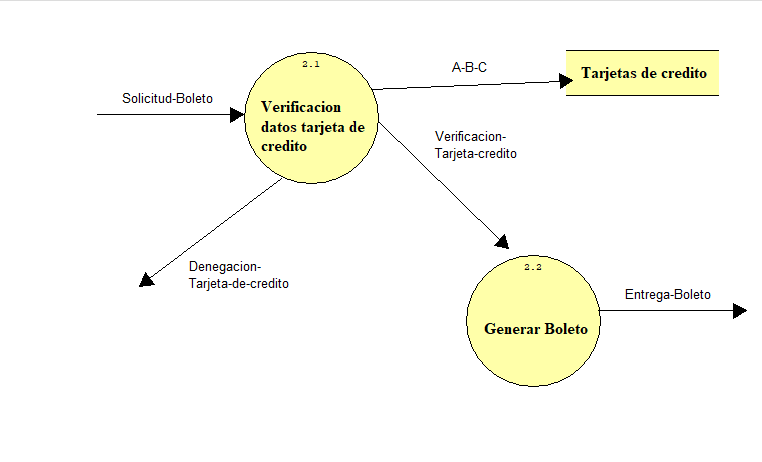 2.1
Verificacion
datos tarjeta de
credito
Solicitud-Boleto
A-B-C
Tarjetas de credito
Verificacion-
Tarjeta-credito
Denegacion-
Tarjeta-de-credito
2.2
Generar Boleto
Entrega-Boleto